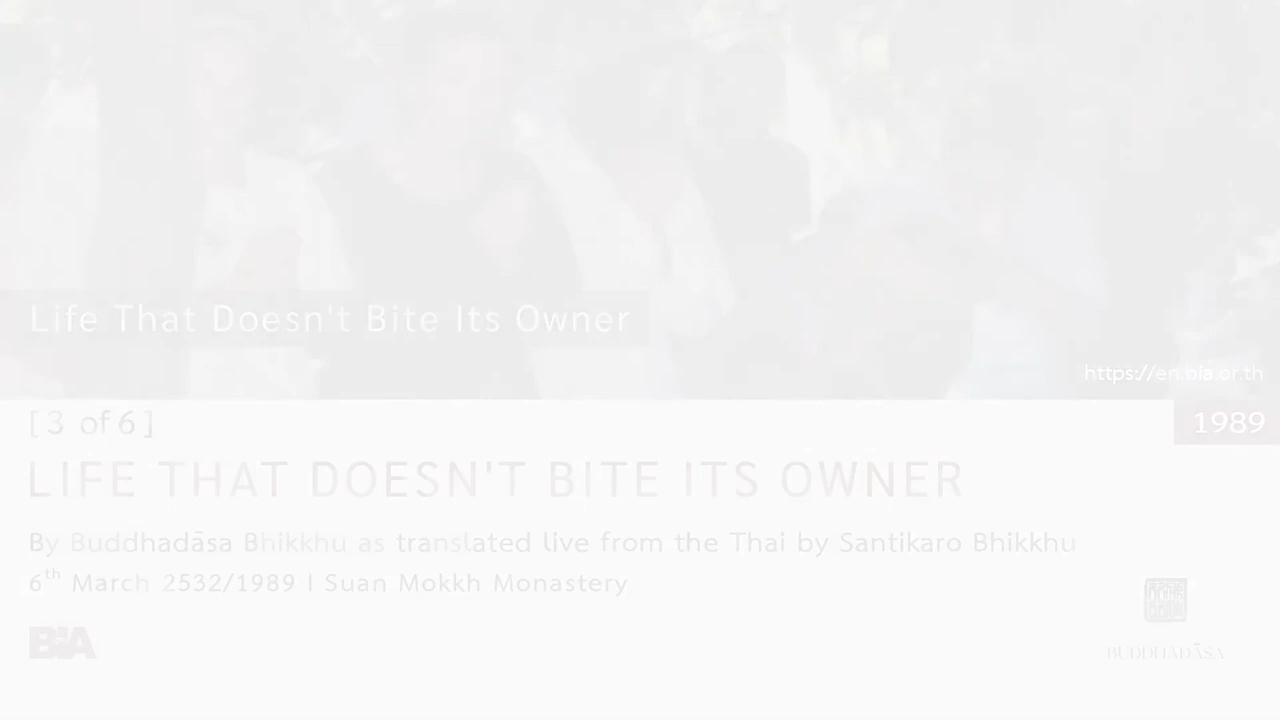 Life That Doesn't Bite Its Owner
https://en.bia.or.th
[ 3 of 6 ]
1989
LIFE THAT DOESN'T BITE ITS OWNER
By Buddhadāsa Bhikkhu as translated live from the Thai by Santikaro Bhikkhu
6th March 2532/1989 I Suan Mokkh Monastery
BIA
BUDDHADĀSA